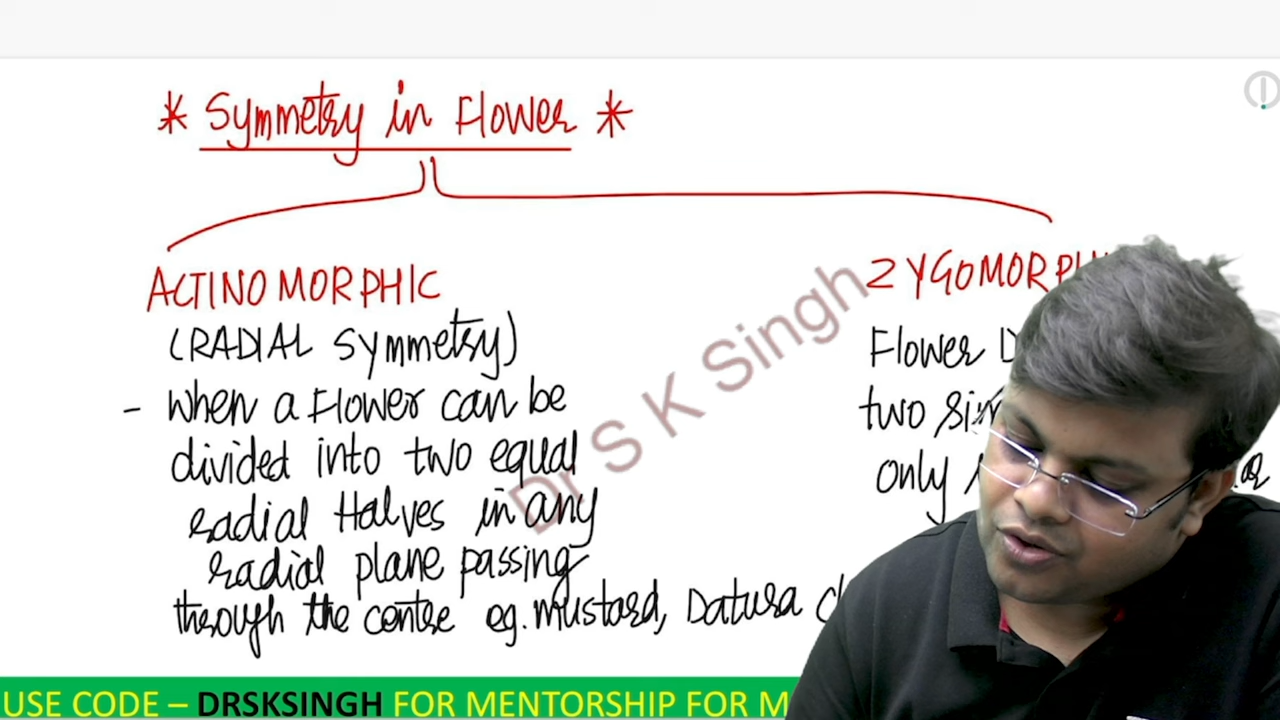 * Symmetry in Flower *
ACTINOMORPHIC
(RADIAL Symmetry)
- when a Flower can be
divided into two equal
radial Halves in any
radial plane passing
through the centre eg. mustard, Datura
Flower
two
only
Dr S K Singh
USE CODE – DRSKSINGH FOR MENTORSHIP FOR M